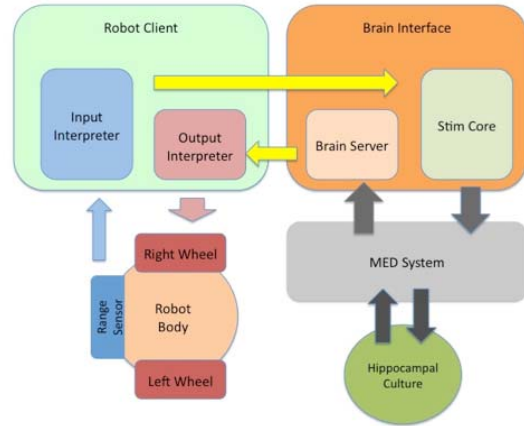 Robot Client
Brain Interface
Input
Interpreter
Output
Interpreter
Brain Server
Stim Core
Right Wheel
MED System
Range
Sensor
Robot
Body
Left Wheel
Hippocampal
Culture